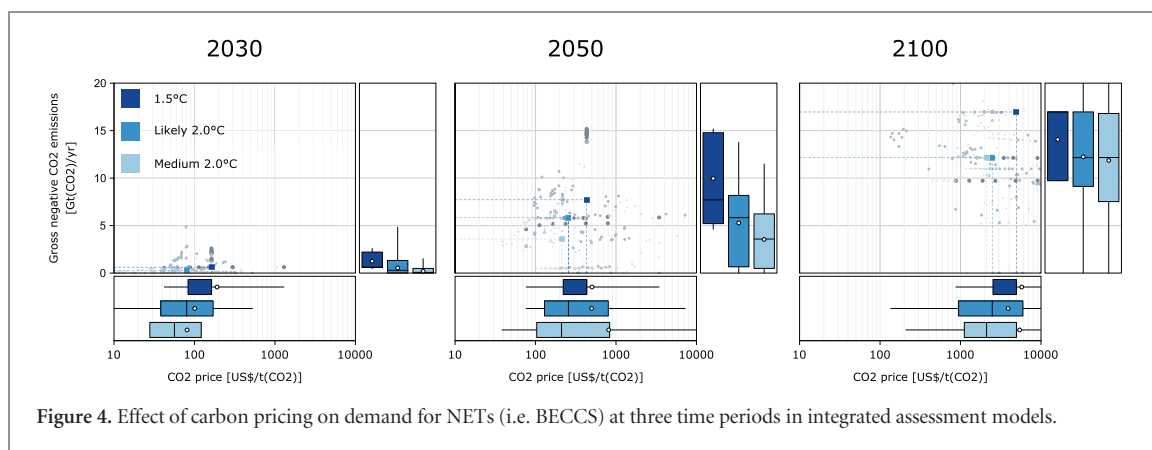 2030
2050
2100
Gross negative CO2 emissions
[Gt(CO2)/yr)
20
15
10
5
0
1.5°C
Likely 2.0°C
Medium 2.0°C
10
100
1000
10000
10
100
1000
10000
10
100
1000
10000
CO2 price [US$/t(CO2)]
CO2 price [US$/t(CO2)]
CO2 price [US$/t(CO2)]
Figure 4. Effect of carbon pricing on demand for NETs (i.e. BECCS) at three time periods in integrated assessment models.